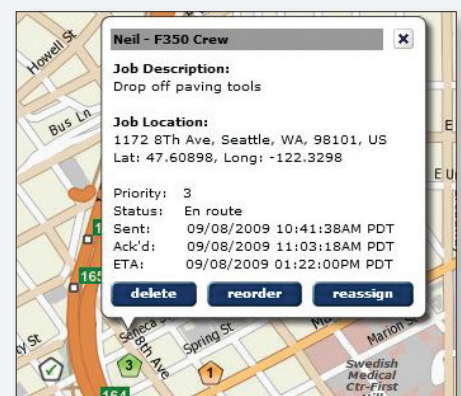 Neil - F350 Crew
Job Description:
Drop off paving tools
Job Location:
1172 8Th Ave, Seattle, WA, 98101, US
Lat: 47.60898, Long: -122.3298
Priority: 3
Status: En route
Sent: 09/08/2009 10:41:38AM PDT
Ack'd: 09/08/2009 11:03:18AM PDT
ETA: 09/08/2009 01:22:00PM PDT
delete reorder reassign
Howell St
Bus Ln
E
E U
1
165
y St
Seneca St
8th Ave
Spring St
Marion St
3
1
164
Swedish
Medical
Ctr-First